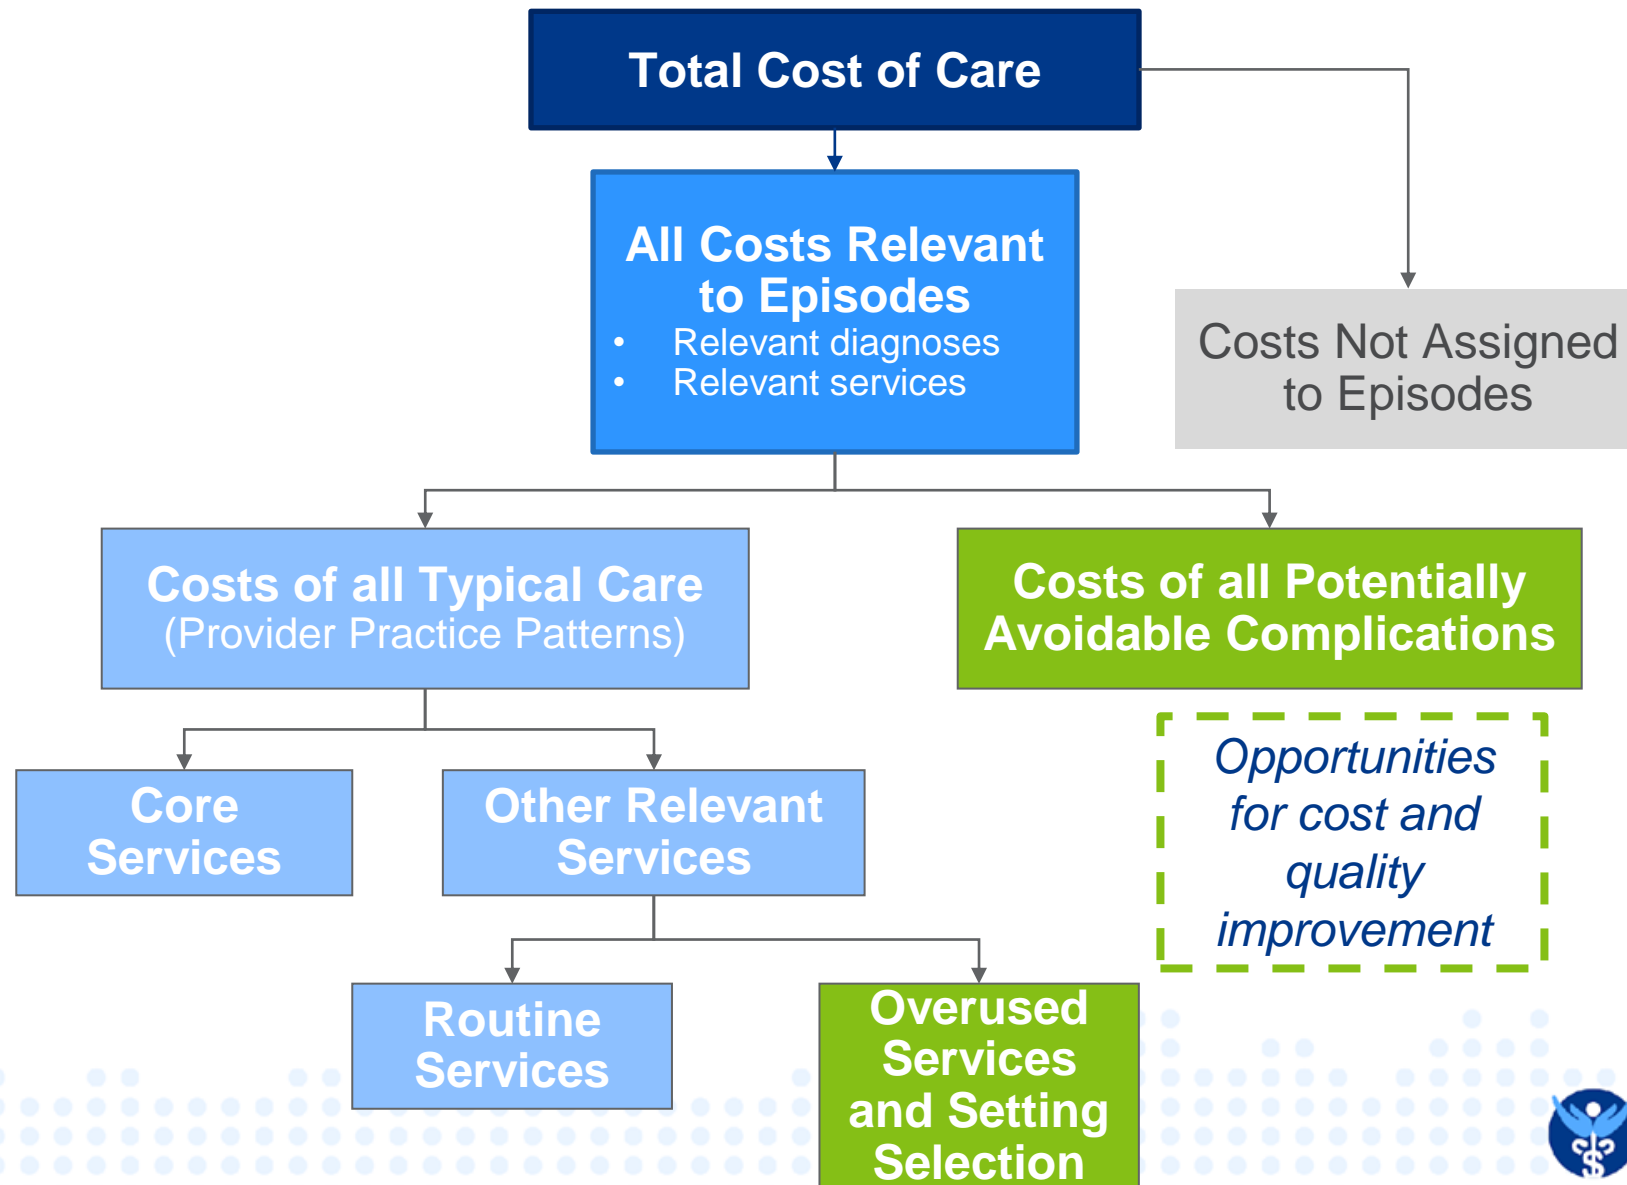 Total Cost of Care
All Costs Relevant
to Episodes
• Relevant diagnoses
• Relevant services
Costs Not Assigned
to Episodes
Costs of all Typical Care
(Provider Practice Patterns)
Costs of all Potentially
Avoidable Complications
Core
Services
Other Relevant
Services
Opportunities
for cost and
quality
improvement
Routine
Services
Overused
Services
and Setting
Selection